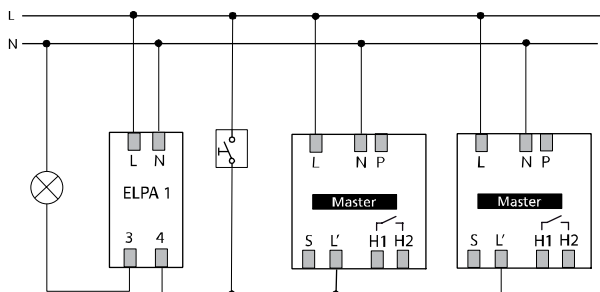 L
N
L N
ELPA 1
3 4
L N P
Master
S L' H1 H2
L N P
Master
S L' H1 H2